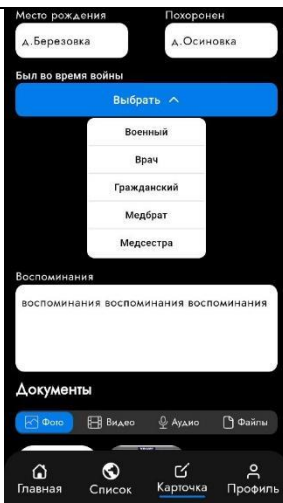 Место рождения Похоронен
д.Березовка д.Осиновка
Был во время войны
Выбрать
Военный
Врач
Гражданский
Медбрат
Медсестра
Воспоминания
воспоминания воспоминания воспоминания
Документы
Фото Видео Аудио Файлы
Главная Список Карточка Профиль